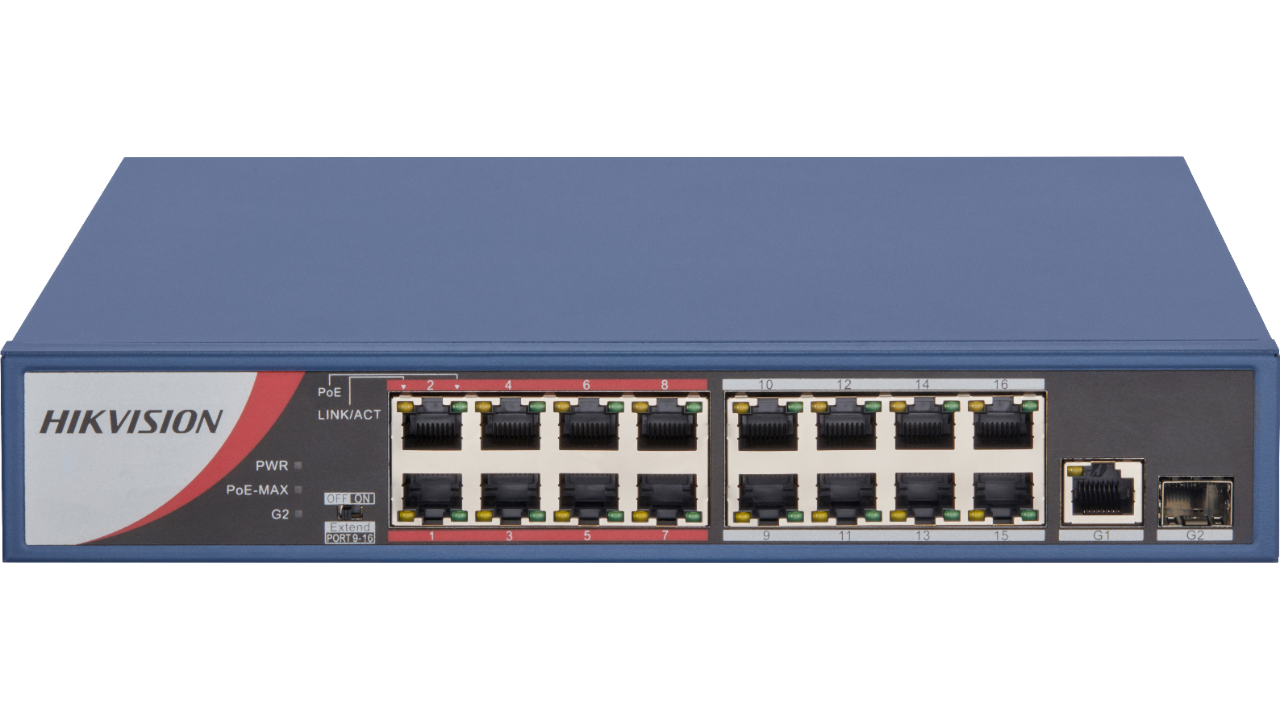 HIKVISION
PoE
LINK/ACT
PWR
PoE-MAX
G2
OFF ON
Extend
PORT 9-16
2 4 6 8
10 12 14 16
1 3 5 7
9 11 13 15
G1
G2